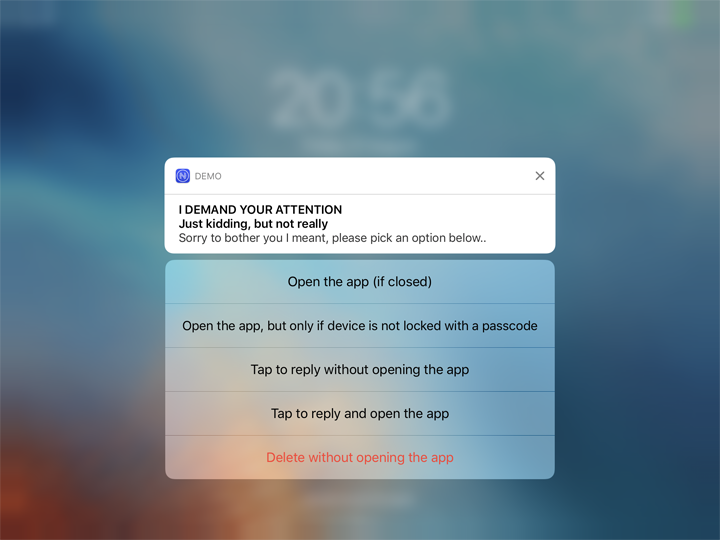 20:56
DEMO
I DEMAND YOUR ATTENTION
Just kidding, but not really
Sorry to bother you I meant, please pick an option below..
Open the app (if closed)
Open the app, but only if device is not locked with a passcode
Tap to reply without opening the app
Tap to reply and open the app
Delete without opening the app